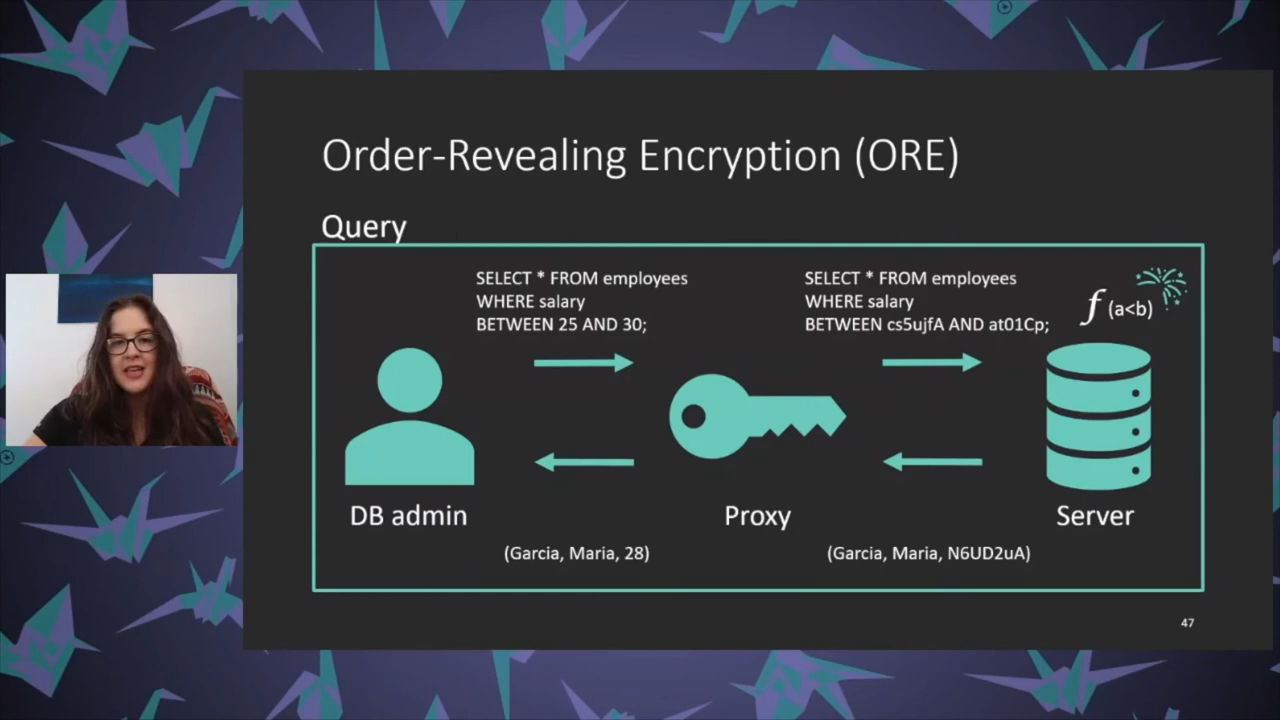 Order-Revealing Encryption (ORE)
Query
SELECT * FROM employees
WHERE salary
BETWEEN 25 AND 30;
SELECT * FROM employees
WHERE salary
BETWEEN cs5ujfA AND at01Cp;
f (a<b)
DB admin
Proxy
Server
(Garcia, Maria, 28)
(Garcia, Maria, N6UD2uA)
47